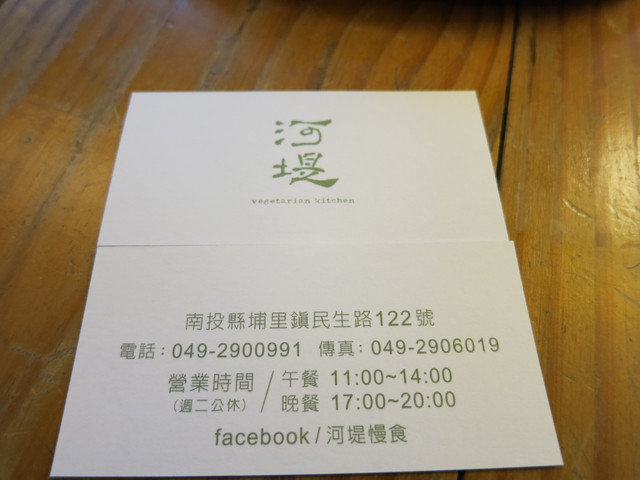 河堤
vegetarian kitchen
南投縣埔里鎮民生路122號
電話：049-2900991 傳真：049-2906019
營業時間 / 午餐 11:00~14:00
(週二公休) 晚餐 17:00~20:00
facebook / 河堤慢食